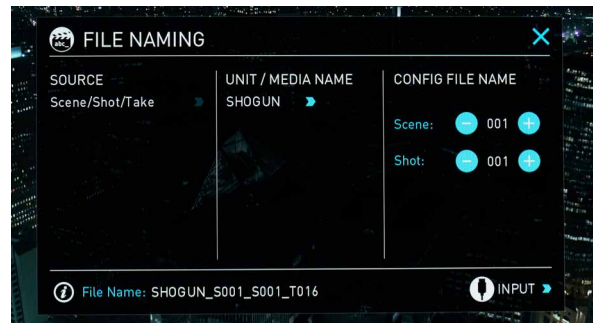 abc_
FILE NAMING
SOURCE
Scene/Shot/Take
UNIT / MEDIA NAME
SHOGUN
CONFIG FILE NAME
Scene: 001
Shot: 001
File Name: SHOGUN_S001_S001_T016
INPUT